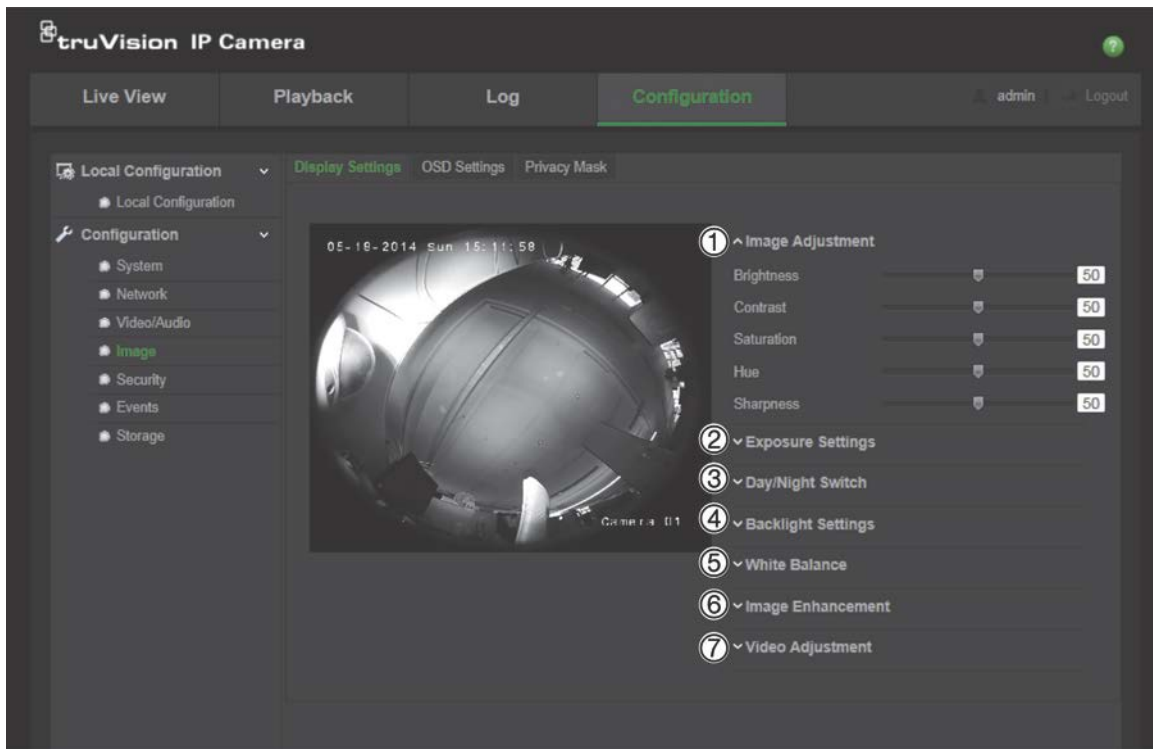 truVision IP Camera
?
Live View
Playback
Log
Configuration
admin
Logout
Local Configuration
Local Configuration
Configuration
System
Network
Video/Audio
Image
Security
Events
Storage
Display Settings
OSD Settings
Privacy Mask
05-19-2014 Sun 15:11:58
Camera 01
1 Image Adjustment
Brightness 50
Contrast 50
Saturation 50
Hue 50
Sharpness 50
2 Exposure Settings
3 Day/Night Switch
4 Backlight Settings
5 White Balance
6 Image Enhancement
7 Video Adjustment